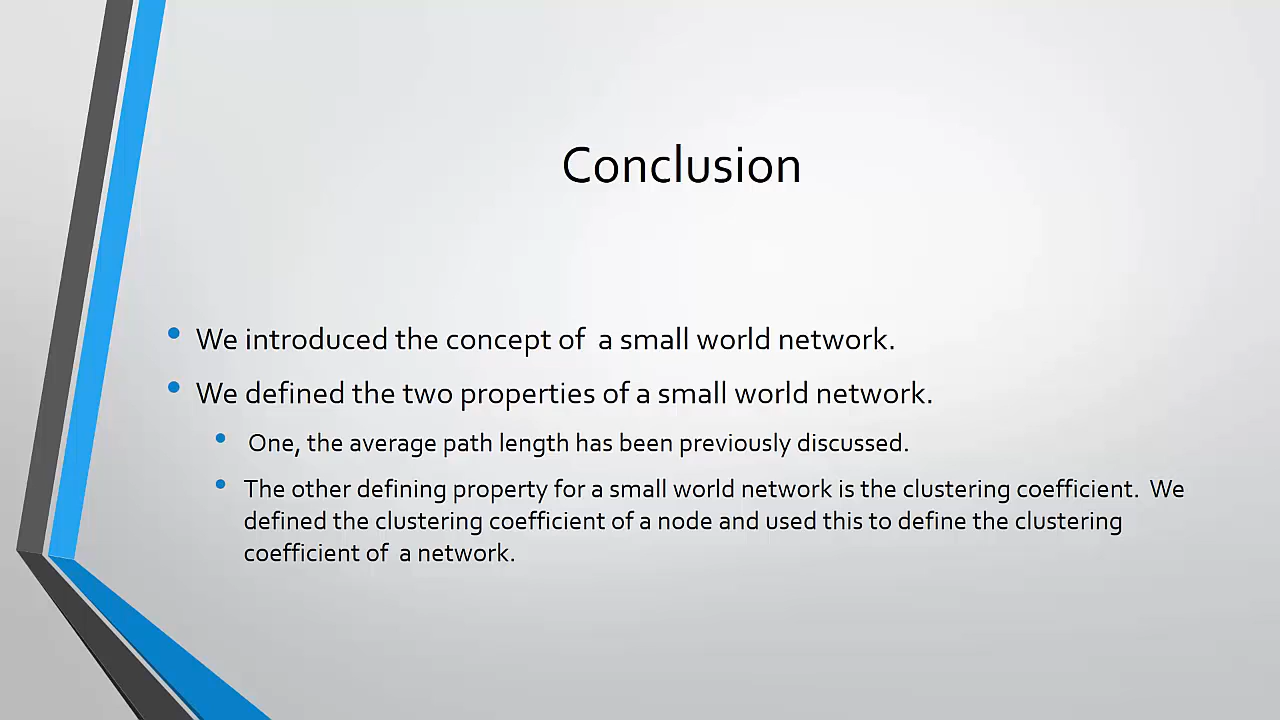 Conclusion
• We introduced the concept of  a small world network.
• We defined the two properties of a small world network.
• One, the average path length has been previously discussed.
• The other defining property for a small world network is the clustering coefficient.  We
defined the clustering coefficient of a node and used this to define the clustering
coefficient of  a network.